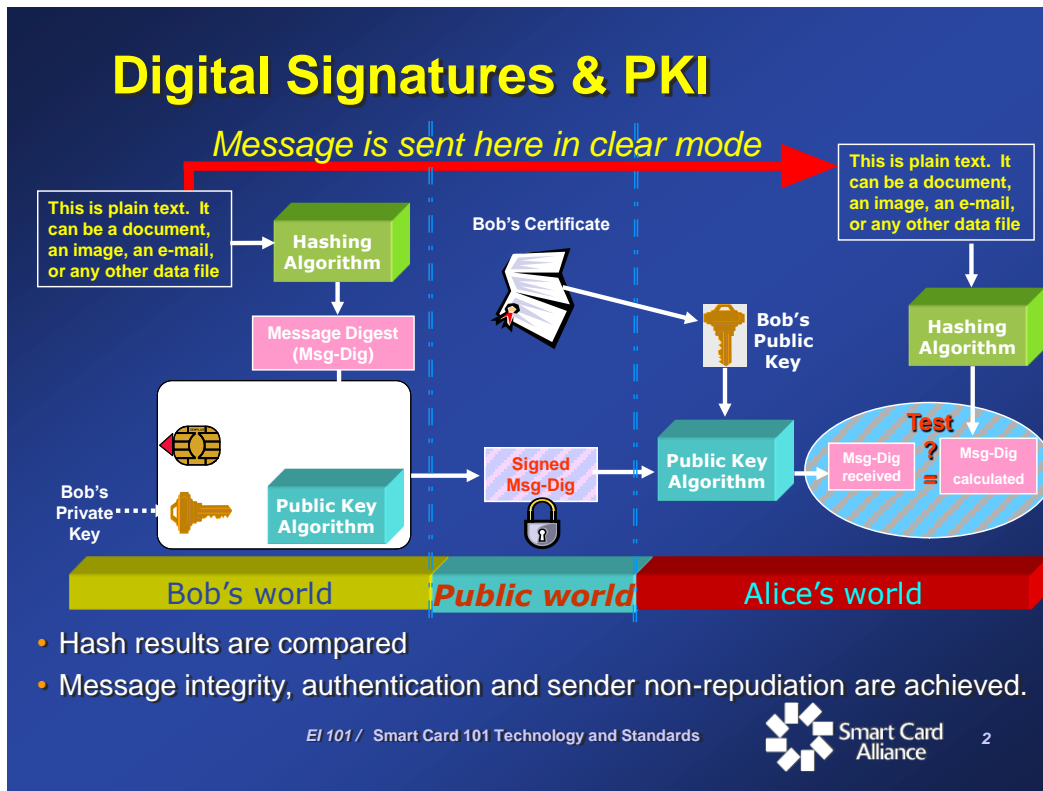 Digital Signatures & PKI
Message is sent here in clear mode
This is plain text. It
can be a document,
an image, an e-mail,
or any other data file
Hashing
Algorithm
Message Digest
(Msg-Dig)
Bob's
Private
Key
Public Key
Algorithm
Bob's Certificate
Signed
Msg-Dig
Bob's
Public
Key
Public Key
Algorithm
This is plain text. It
can be a document,
an image, an e-mail,
or any other data file
Hashing
Algorithm
Test
?
=
Msg-Dig
received
Msg-Dig
calculated
Bob's world
Public world
Alice's world
• Hash results are compared
• Message integrity, authentication and sender non-repudiation are achieved.
EI 101 / Smart Card 101 Technology and Standards
Smart Card
Alliance
2